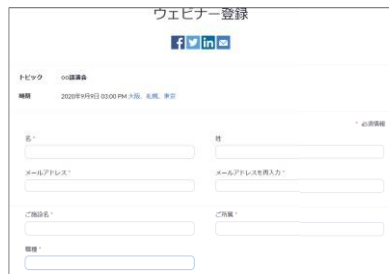 ウェビナー登録
トピック ○○講演会
時間 2020年9月9日 03:00 PM 大阪、札幌、東京
* 必須情報
名 *
姓
メールアドレス *
メールアドレスを再入力 *
ご施設名 *
ご所属 *
職種 *